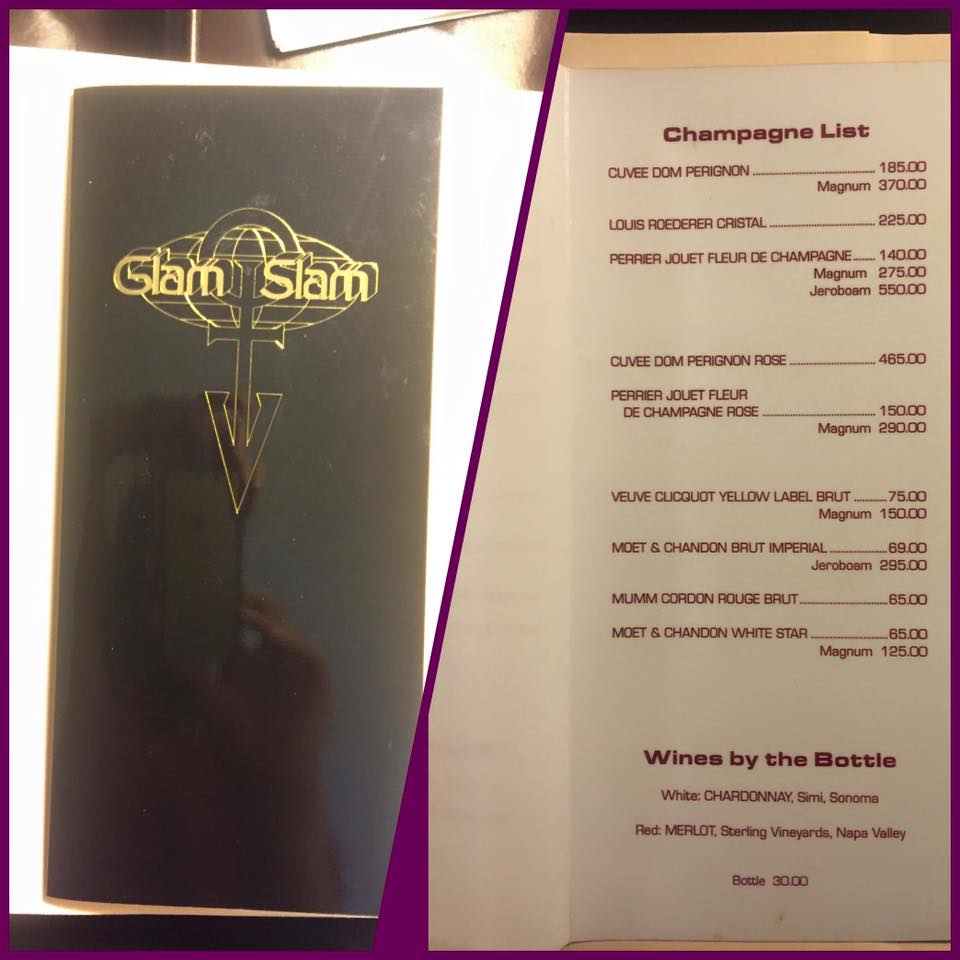 Glam Slam
Champagne List
CUVEE DOM PERIGNON ........................................ 185.00
Magnum 370.00
LOUIS ROEDERER CRISTAL .................................. 225.00
PERRIER JOUET FLEUR DE CHAMPAGNE....... 140.00
Magnum 275.00
Jeroboam 550.00
CUVEE DOM PERIGNON ROSE ............................ 465.00
PERRIER JOUET FLEUR
DE CHAMPAGNE ROSE .................................... 150.00
Magnum 290.00
VEUVE CLICQUOT YELLOW LABEL BRUT ........... 75.00
Magnum 150.00
MOET & CHANDON BRUT IMPERIAL ................... 69.00
Jeroboam 295.00
MUMM CORDON ROUGE BRUT............................. 65.00
MOET & CHANDON WHITE STAR ......................... 65.00
Magnum 125.00
Wines by the Bottle
White: CHARDONNAY, Simi, Sonoma
Red: MERLOT, Sterling Vineyards, Napa Valley
Bottle 30.00